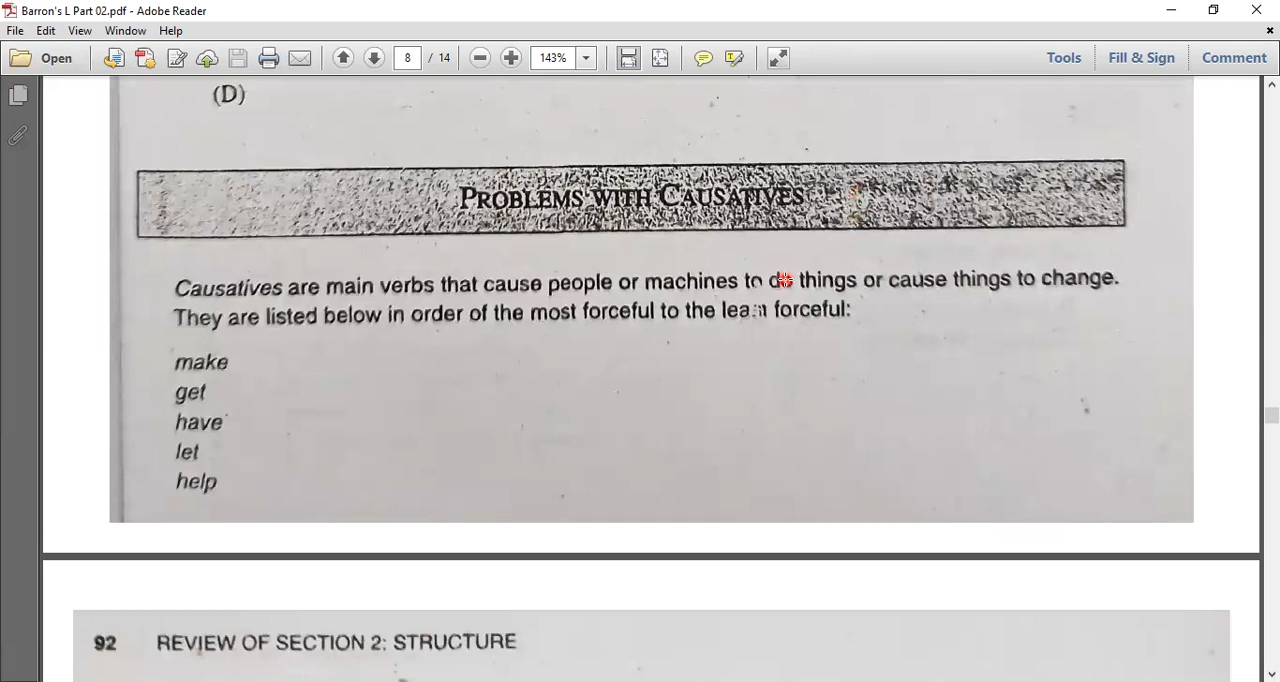 Barron's L Part 02.pdf - Adobe Reader
File Edit View Window Help
Open 8 / 14 143% Tools Fill & Sign Comment
(D)
PROBLEMS WITH CAUSATIVES
Causatives are main verbs that cause people or machines to do things or cause things to change.
They are listed below in order of the most forceful to the least forceful:
make
get
have
let
help
92 REVIEW OF SECTION 2: STRUCTURE